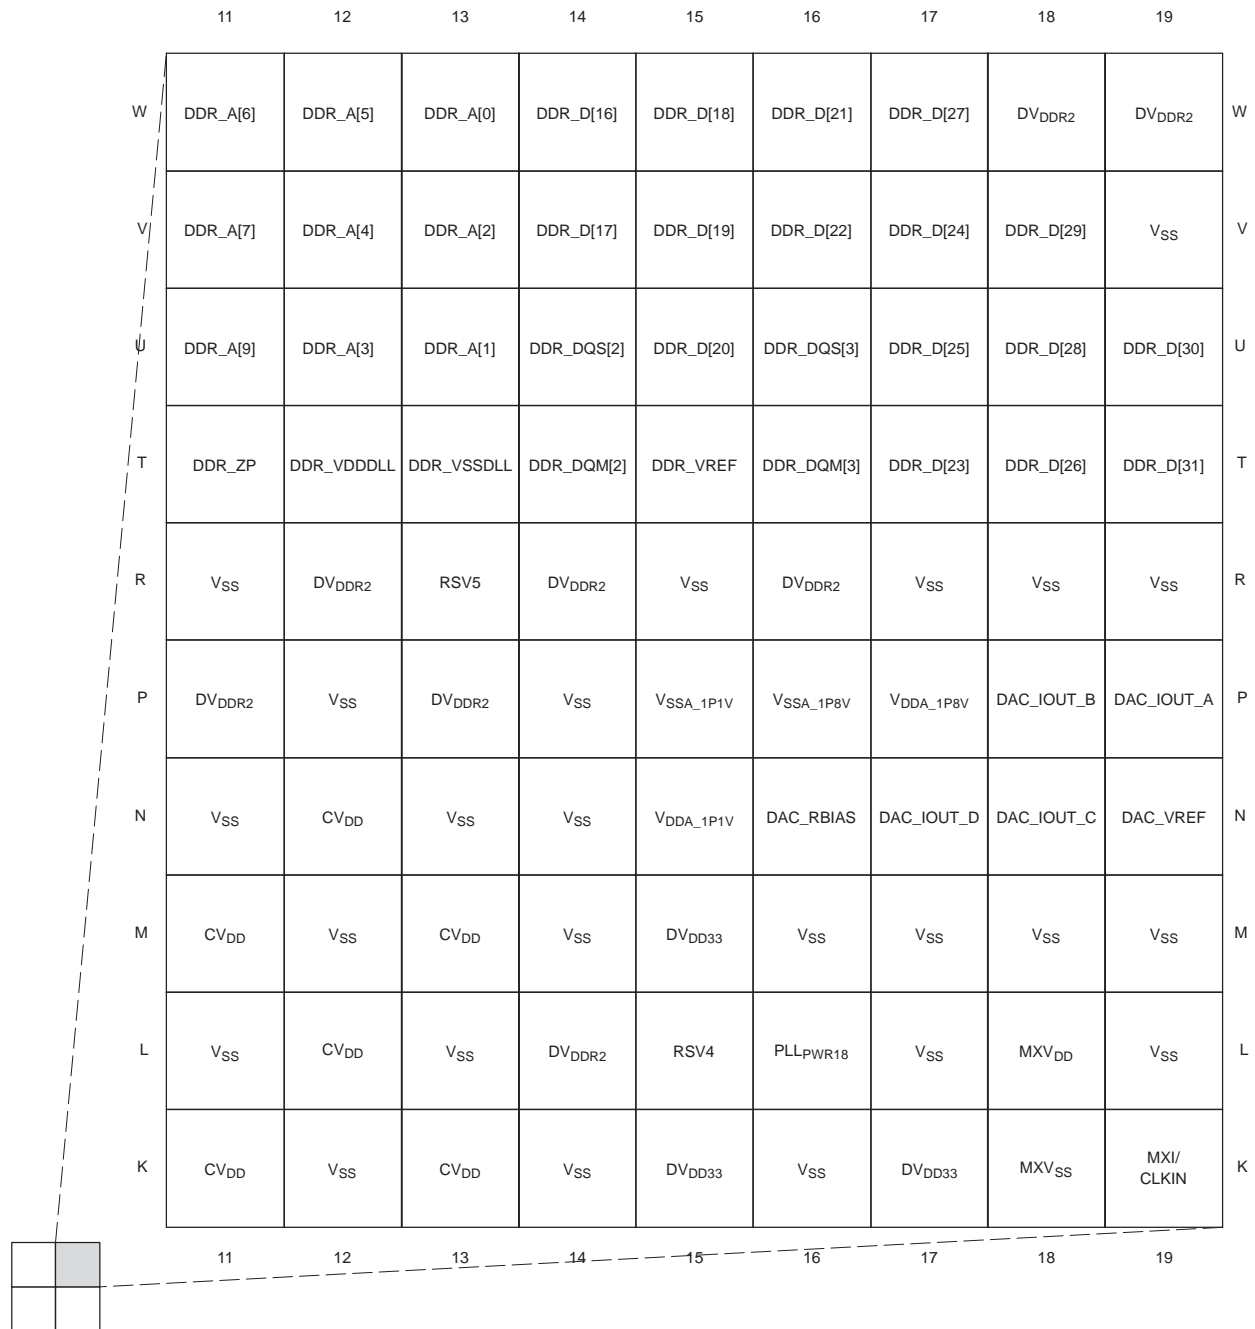 11 12 13 14 15 16 17 18 19
W DDR_A[6] DDR_A[5] DDR_A[0] DDR_D[16] DDR_D[18] DDR_D[21] DDR_D[27] DVDDR2 DVDDR2 W
V DDR_A[7] DDR_A[4] DDR_A[2] DDR_D[17] DDR_D[19] DDR_D[22] DDR_D[24] DDR_D[29] VSS V
U DDR_A[9] DDR_A[3] DDR_A[1] DDR_DQS[2] DDR_D[20] DDR_DQS[3] DDR_D[25] DDR_D[28] DDR_D[30] U
T DDR_ZP DDR_VDDDLL DDR_VSSDLL DDR_DQM[2] DDR_VREF DDR_DQM[3] DDR_D[23] DDR_D[26] DDR_D[31] T
R VSS DVDDR2 RSV5 DVDDR2 VSS DVDDR2 VSS VSS VSS R
P DVDDR2 VSS DVDDR2 VSS VSSA_1P1V VSSA_1P8V VDDA_1P8V DAC_IOUT_B DAC_IOUT_A P
N VSS CVDD VSS VSS VDDA_1P1V DAC_RBIAS DAC_IOUT_D DAC_IOUT_C DAC_VREF N
M CVDD VSS CVDD VSS DVDD33 VSS VSS VSS VSS M
L VSS CVDD VSS DVDDR2 RSV4 PLLPWR18 VSS MXVDD VSS L
K CVDD VSS CVDD VSS DVDD33 VSS DVDD33 MXVSS MXI/ CLKIN K
11 12 13 14 15 16 17 18 19